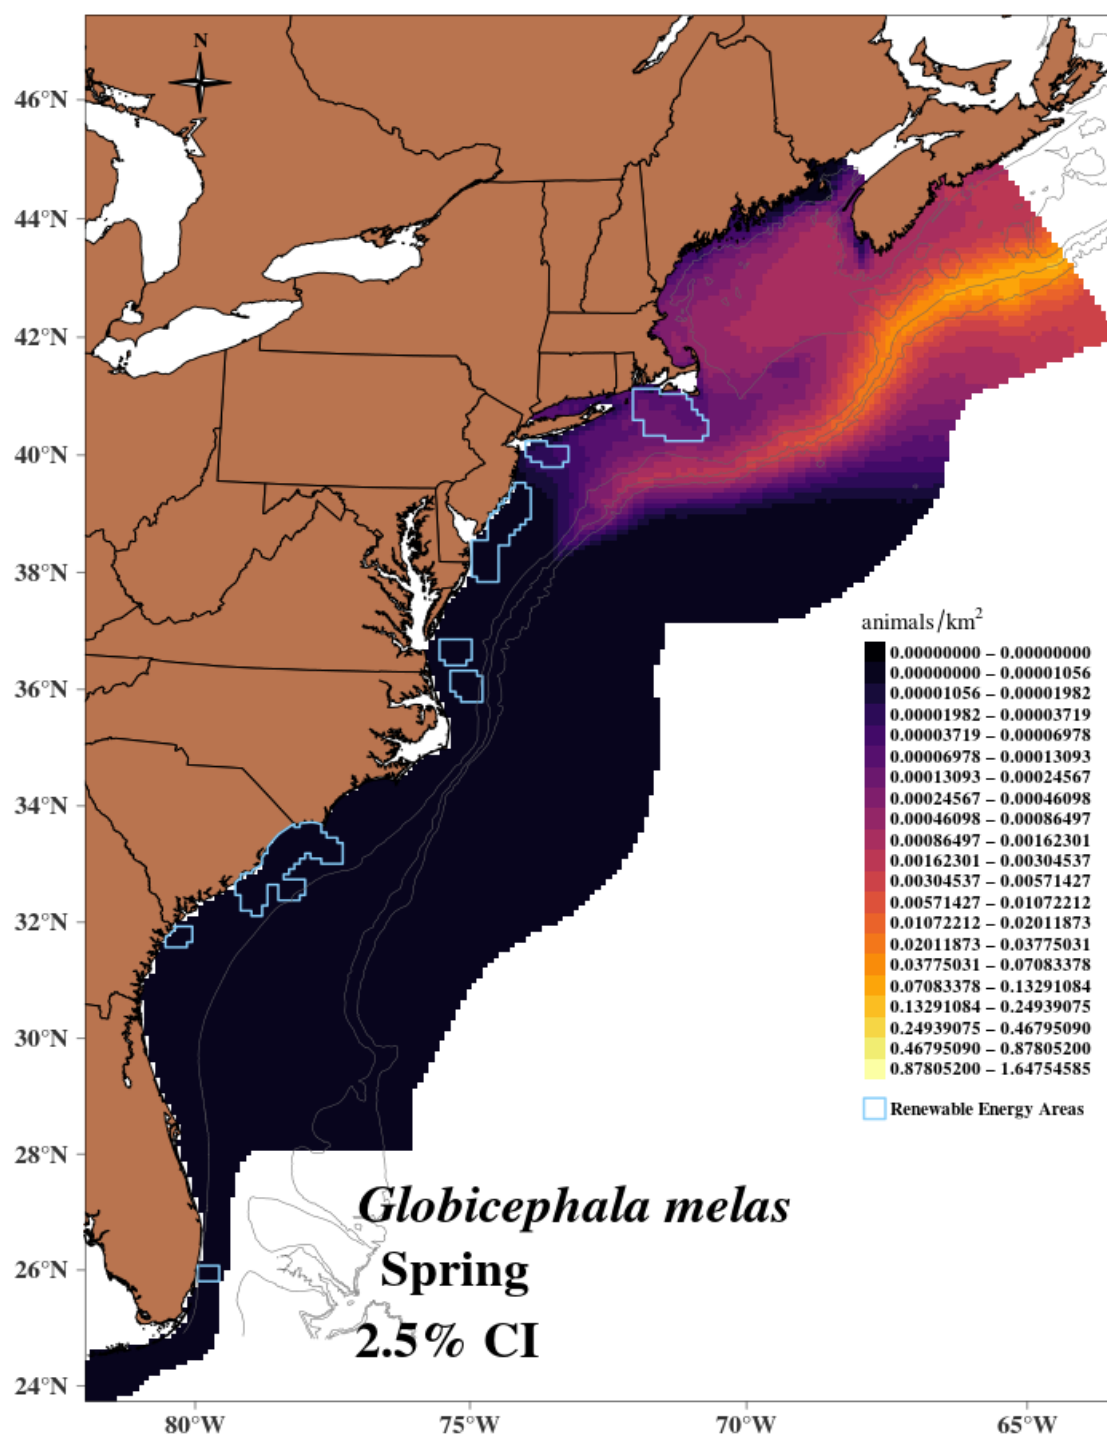 N
46°N
44°N
42°N
40°N
38°N
36°N
34°N
32°N
30°N
28°N
26°N
24°N
80°W
75°W
70°W
65°W
animals/km²
0.00000000 – 0.00000000
0.00000000 – 0.00001056
0.00001056 – 0.00001982
0.00001982 – 0.00003719
0.00003719 – 0.00006978
0.00006978 – 0.00013093
0.00013093 – 0.00024567
0.00024567 – 0.00046098
0.00046098 – 0.00086497
0.00086497 – 0.00162301
0.00162301 – 0.00304537
0.00304537 – 0.00571427
0.00571427 – 0.01072212
0.01072212 – 0.02011873
0.02011873 – 0.03775031
0.03775031 – 0.07083378
0.07083378 – 0.13291084
0.13291084 – 0.24939075
0.24939075 – 0.46795090
0.46795090 – 0.87805200
0.87805200 – 1.64754585
Renewable Energy Areas
Globicephala melas
Spring
2.5% CI